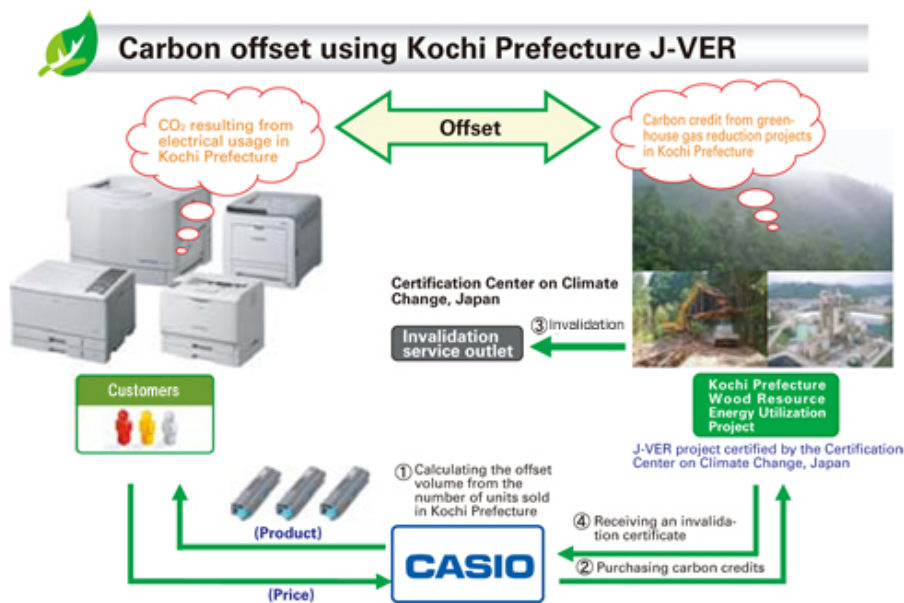 Carbon offset using Kochi Prefecture J-VER
CO₂ resulting from
electrical usage in
Kochi Prefecture
Offset
Carbon credit from green-
house gas reduction projects
in Kochi Prefecture
Certification Center on Climate
Change, Japan
③Invalidation
Invalidation
service outlet
Customers
Kochi Prefecture
Wood Resource
Energy Utilization
Project
J-VER project certified by the Certification
Center on Climate Change, Japan
①Calculating the offset
volume from the
number of units sold
in Kochi Prefecture
(Product)
④ Receiving an invalida-
tion certificate
CASIO
② Purchasing carbon credits
(Price)